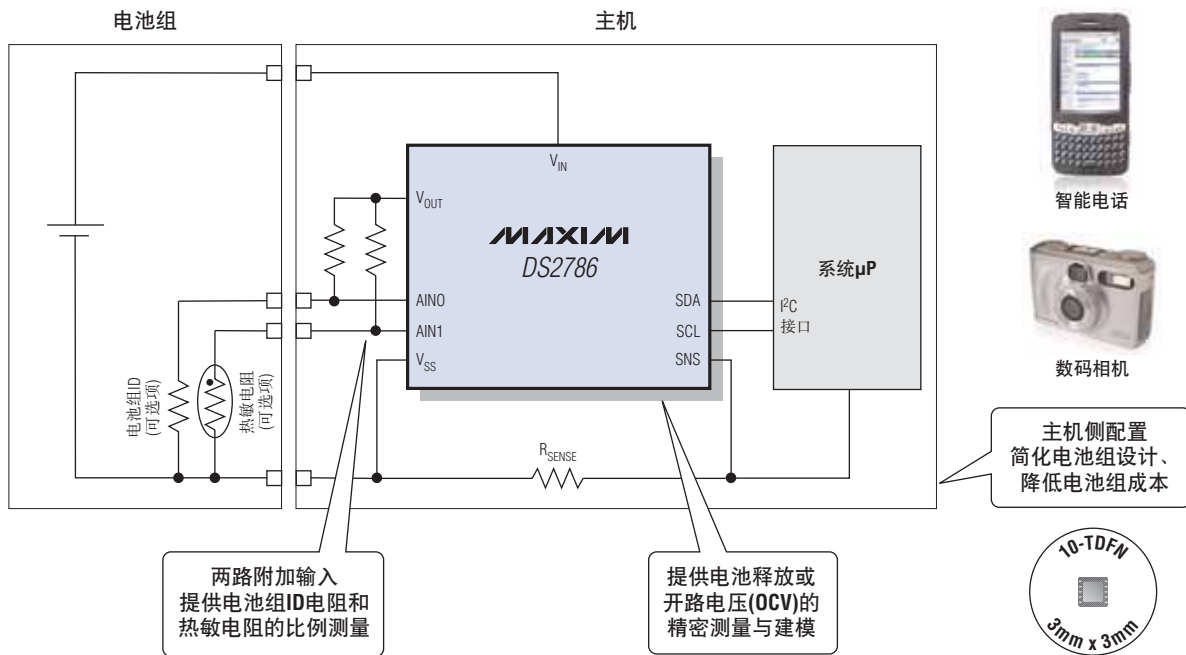 电池组
主机
V_IN
V_OUT
MAXIM
DS2786
AIN0
AIN1
V_SS
SDA
SCL
SNS
系统μP
I²C
接口
电池组ID
(可选项)
热敏电阻
(可选项)
R_SENSE
两路附加输入
提供电池组ID电阻和
热敏电阻的比例测量
提供电池释放或
开路电压(OCV)的
精密测量与建模
智能电话
数码相机
主机侧配置
简化电池组设计、
降低电池组成本
10-TDFN
3mm x 3mm